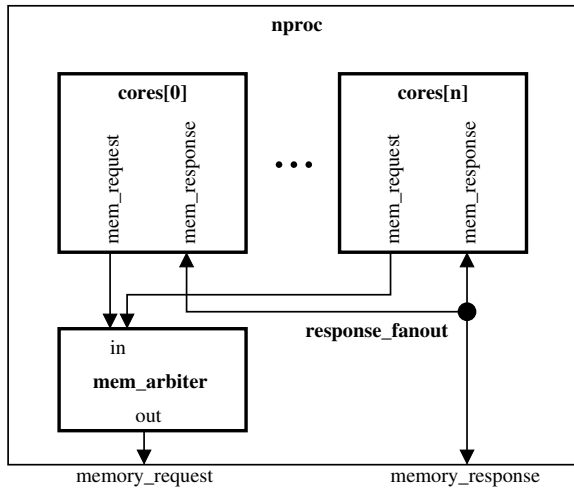 nproc
cores[0]
cores[n]
mem_request
mem_response
...
mem_request
mem_response
response_fanout
in
mem_arbiter
out
memory_request
memory_response